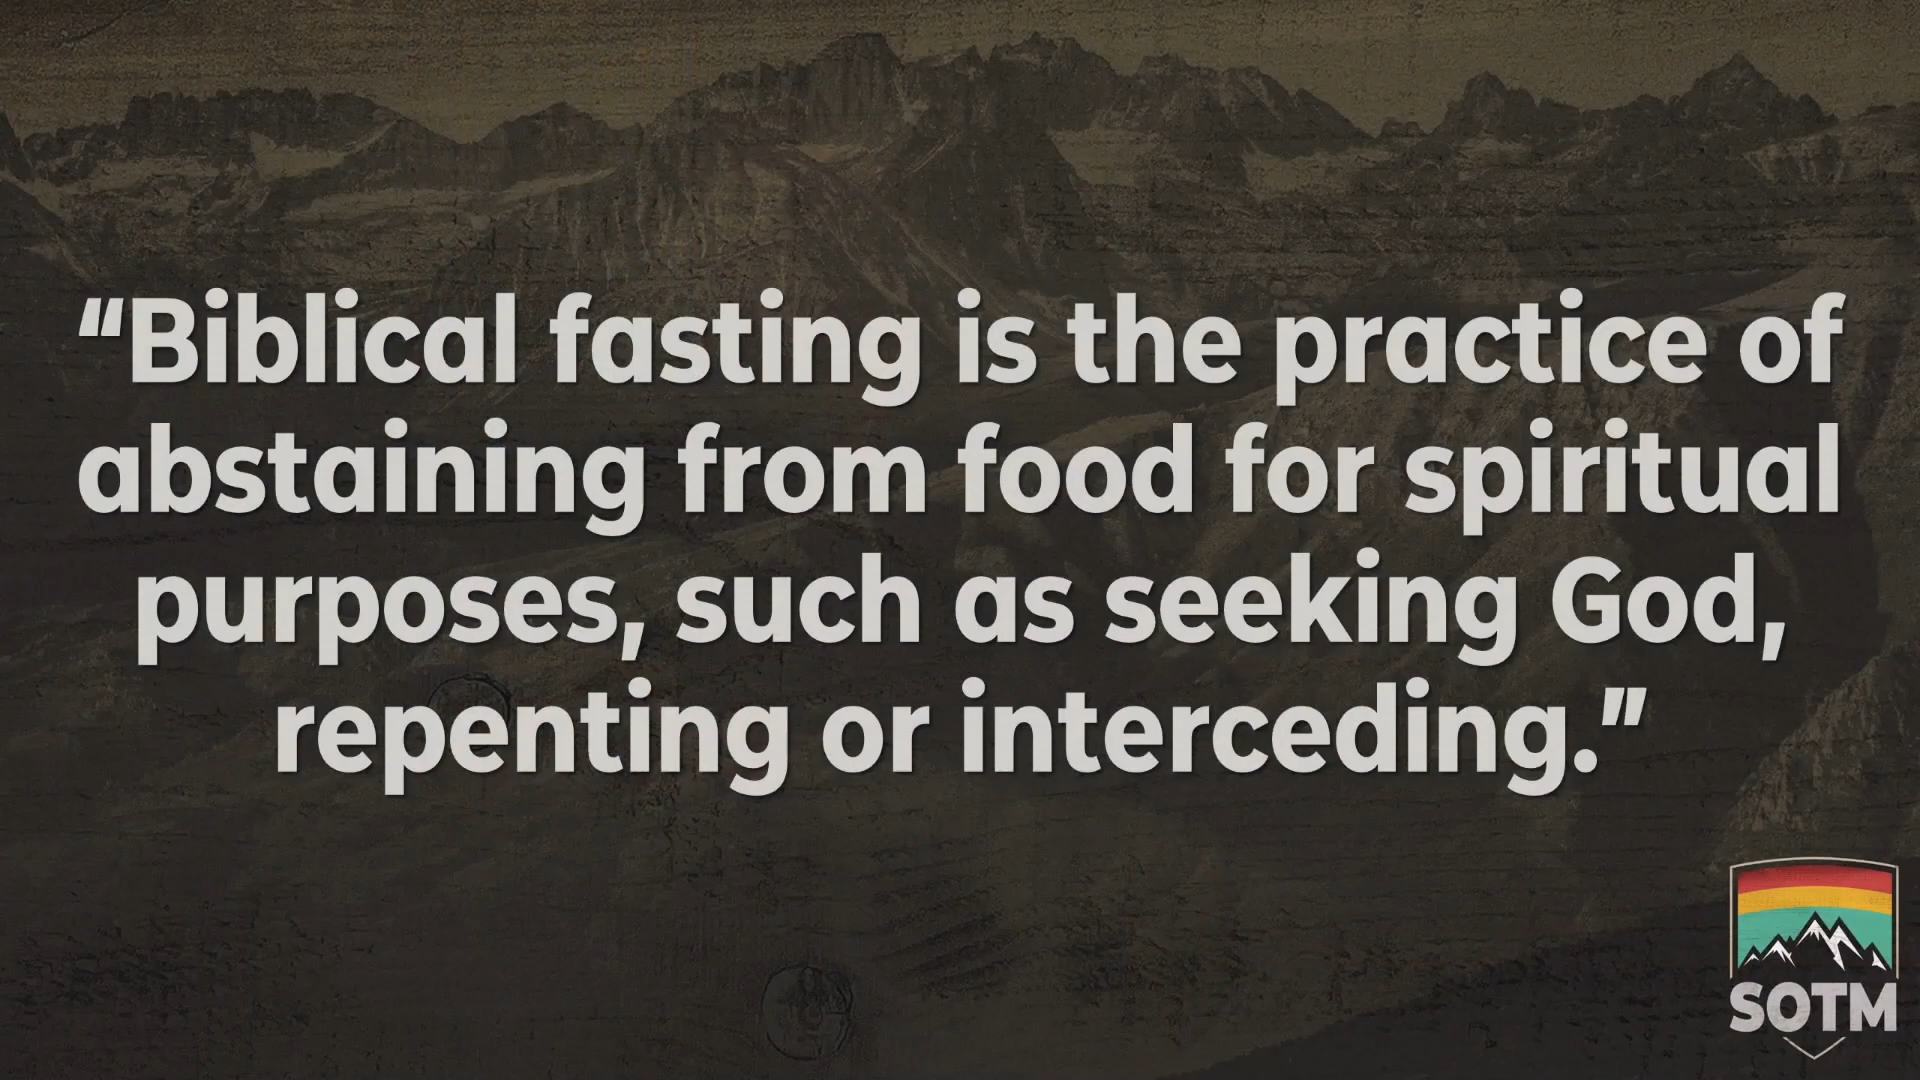 “Biblical fasting is the practice of
abstaining from food for spiritual
purposes, such as seeking God,
repenting or interceding.”
SOTM